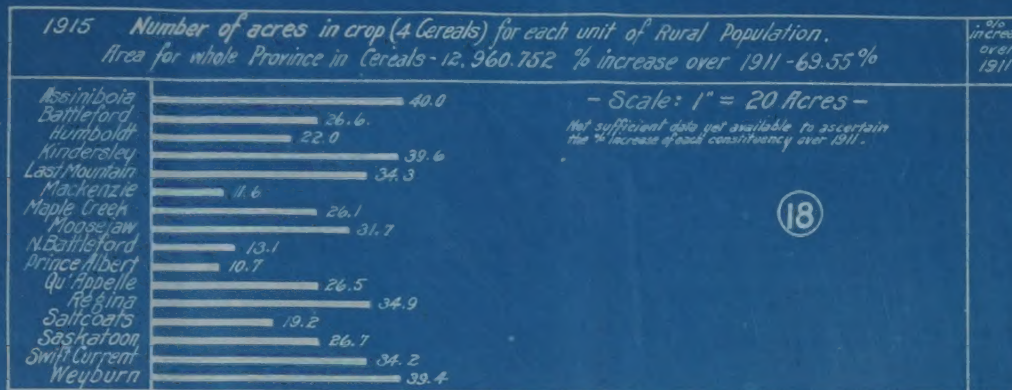 1915 Number of acres in crop (4 Cereals) for each unit of Rural Population.
Area for whole Province in Cereals - 12,960.752 % increase over 1911 - 69.55 %
%
increa
over
1911
- Scale: 1" = 20 Acres -
Not sufficient data yet available to ascertain
the % increase of each constituency over 1911.
18
Assiniboia 40.0
Battleford 26.6.
Humboldt 22.0
Kindersley 39.6
Last Mountain 34.3
Mackenzie 11.6
Maple Creek 26.1
Moosejaw 31.7
N.Battleford 13.1
Prince Albert 10.7
Qu'Appelle 26.5
Regina 34.9
Saltcoats 19.2
Saskatoon 26.7
Swift Current 34.2
Weyburn 39.4